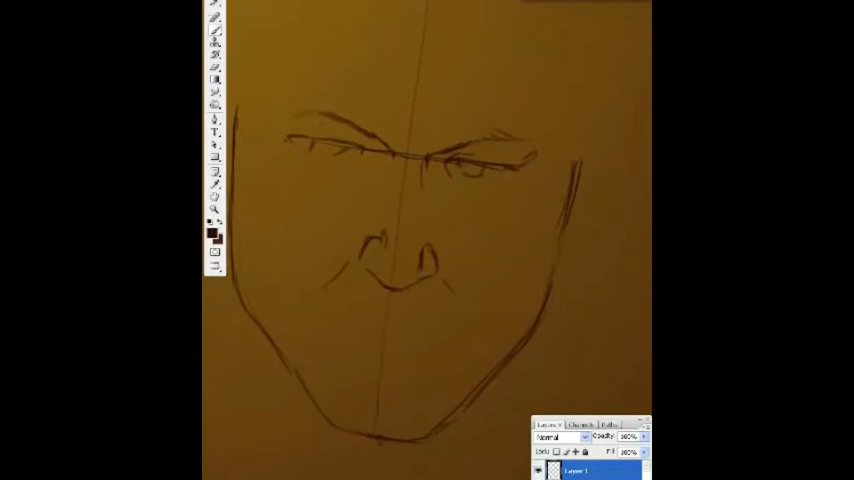 T
Layers x Channels Paths
Normal Opacity: 100%
Lock: Fill: 100%
Layer 1